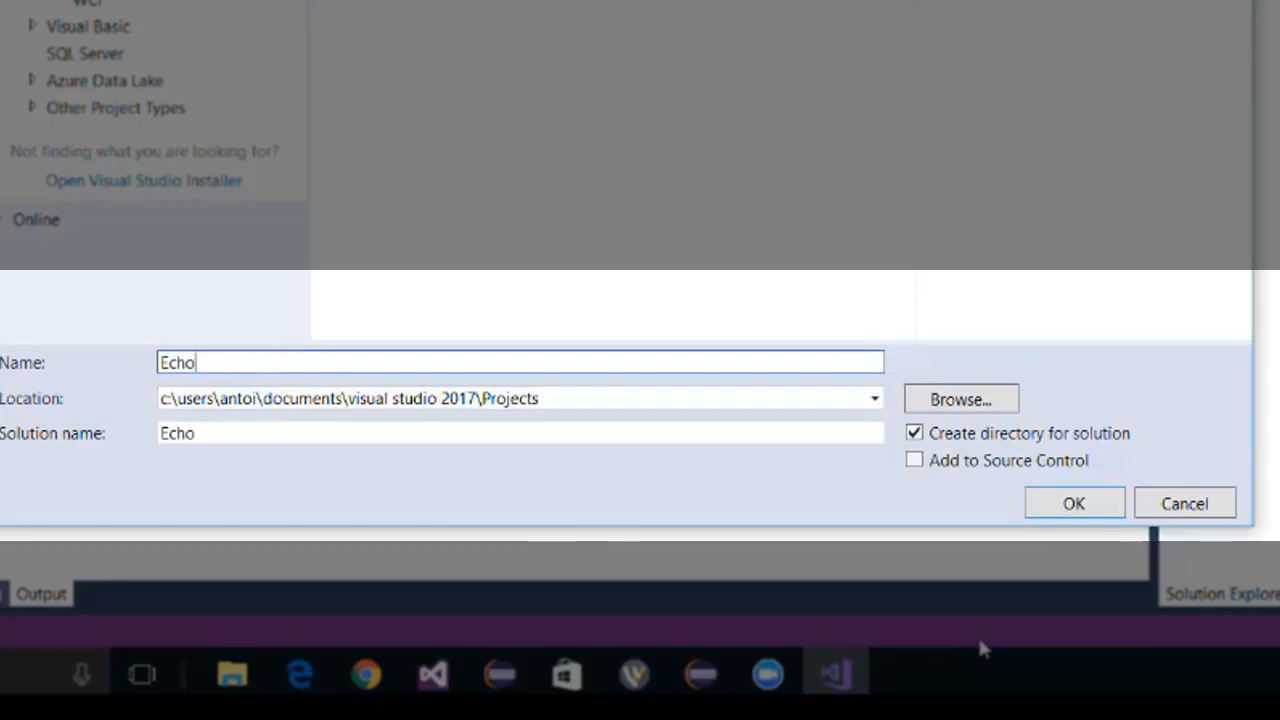 Visual Basic
SQL Server
Azure Data Lake
Other Project Types
Not finding what you are looking for?
Open Visual Studio Installer
Online
Name:
Echo
Location:
c:\users\antoi\documents\visual studio 2017\Projects
Browse...
Solution name:
Echo
Create directory for solution
Add to Source Control
OK
Cancel
Output